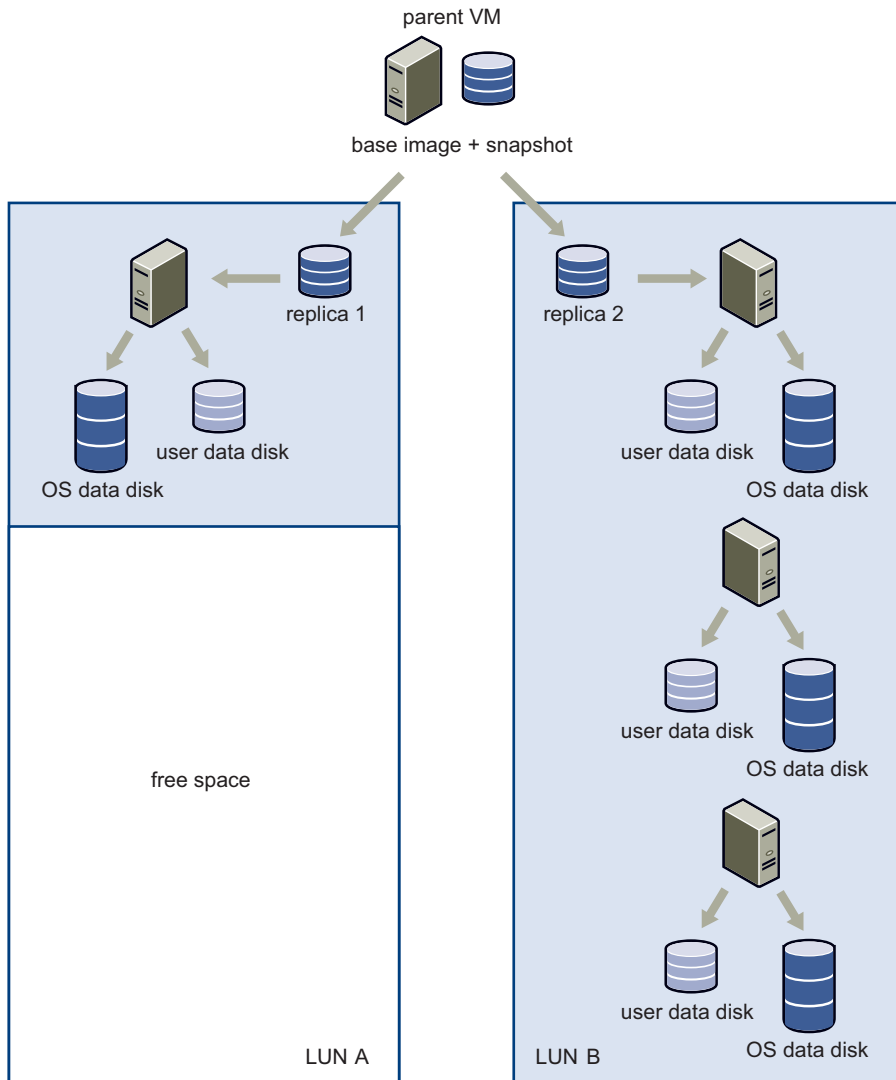 parent VM
base image + snapshot
replica 1
OS data disk
user data disk
free space
LUN A
replica 2
user data disk
OS data disk
user data disk
OS data disk
user data disk
OS data disk
LUN B